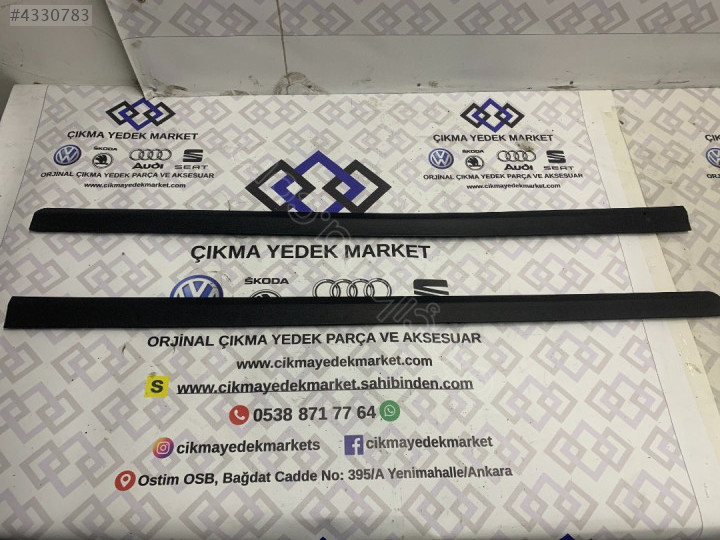 #4330783
ÇIKMA YEDEK MARKET
ŠKODA
Audi
SEAT
ORJİNAL ÇIKMA YEDEK PARÇA VE AKSESUAR
www.cikmayedekmarket.com
ÇIKMA YEDEK MARKET
ŠKODA
Audi
SEAT
ORJİNAL ÇIKMA YEDEK PARÇA VE AKSESUAR
www.cikmayedekmarket.com
ÇIKMA YEDEK MARKET
ŠKODA
ORJİNAL ÇIKMA YEDEK PARÇA VE AKSESUAR
www.cikmayedekmarket.com
S www.cikmayedekmarket.sahibinden.com
0538 871 77 64
cikmayedekmarkets
cikmayedekmarket
Ostim OSB, Bağdat Cadde No: 395/A Yenimahalle/Ankara